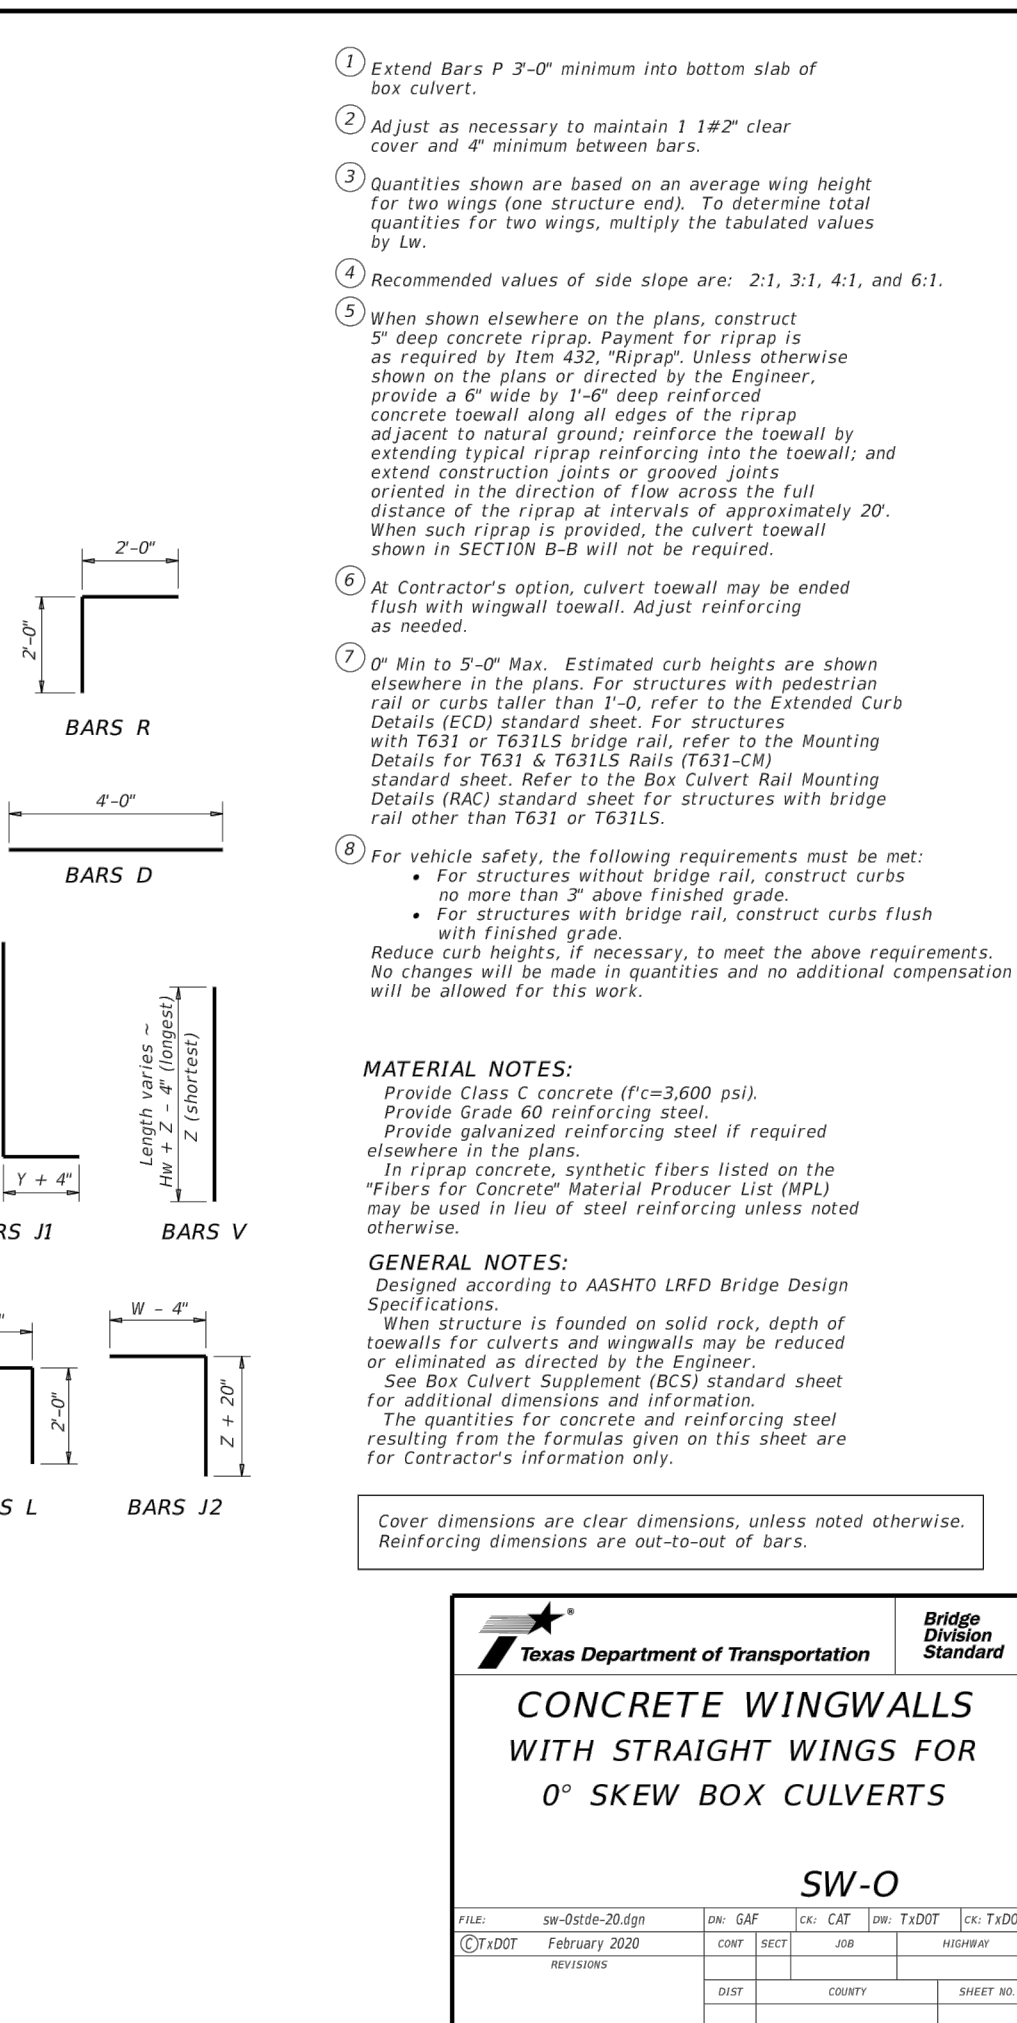 ① Extend Bars P 3'-0" minimum into bottom slab of
box culvert.
② Adjust as necessary to maintain 1 1#2" clear
cover and 4" minimum between bars.
③ Quantities shown are based on an average wing height
for two wings (one structure end).  To determine total
quantities for two wings, multiply the tabulated values
by Lw.
④ Recommended values of side slope are:  2:1, 3:1, 4:1, and 6:1.
⑤ When shown elsewhere on the plans, construct
5" deep concrete riprap. Payment for riprap is
as required by Item 432, "Riprap". Unless otherwise
shown on the plans or directed by the Engineer,
provide a 6" wide by 1'-6" deep reinforced
concrete toewall along all edges of the riprap
adjacent to natural ground; reinforce the toewall by
extending typical riprap reinforcing into the toewall; and
extend construction joints or grooved joints
oriented in the direction of flow across the full
distance of the riprap at intervals of approximately 20'.
When such riprap is provided, the culvert toewall
shown in SECTION B-B will not be required.
⑥ At Contractor's option, culvert toewall may be ended
flush with wingwall toewall. Adjust reinforcing
as needed.
⑦ 0" Min to 5'-0" Max.  Estimated curb heights are shown
elsewhere in the plans. For structures with pedestrian
rail or curbs taller than 1'-0, refer to the Extended Curb
Details (ECD) standard sheet. For structures
with T631 or T631LS bridge rail, refer to the Mounting
Details for T631 & T631LS Rails (T631-CM)
standard sheet. Refer to the Box Culvert Rail Mounting
Details (RAC) standard sheet for structures with bridge
rail other than T631 or T631LS.
⑧ For vehicle safety, the following requirements must be met:
• For structures without bridge rail, construct curbs
no more than 3" above finished grade.
• For structures with bridge rail, construct curbs flush
with finished grade.
Reduce curb heights, if necessary, to meet the above requirements.
No changes will be made in quantities and no additional compensation
will be allowed for this work.
2'-0"
2'-0"
BARS R
4'-0"
BARS D
Y + 4"
RS J1
Length varies ~
Hw + Z - 4" (longest)
Z (shortest)
BARS V
"
2'-0"
S L
W - 4"
Z + 20"
BARS J2
MATERIAL NOTES:
Provide Class C concrete (f'c=3,600 psi).
Provide Grade 60 reinforcing steel.
Provide galvanized reinforcing steel if required
elsewhere in the plans.
In riprap concrete, synthetic fibers listed on the
"Fibers for Concrete" Material Producer List (MPL)
may be used in lieu of steel reinforcing unless noted
otherwise.
GENERAL NOTES:
Designed according to AASHTO LRFD Bridge Design
Specifications.
When structure is founded on solid rock, depth of
toewalls for culverts and wingwalls may be reduced
or eliminated as directed by the Engineer.
See Box Culvert Supplement (BCS) standard sheet
for additional dimensions and information.
The quantities for concrete and reinforcing steel
resulting from the formulas given on this sheet are
for Contractor's information only.
Cover dimensions are clear dimensions, unless noted otherwise.
Reinforcing dimensions are out-to-out of bars.
®
Texas Department of Transportation
Bridge
Division
Standard
CONCRETE WINGWALLS
WITH STRAIGHT WINGS FOR
0° SKEW BOX CULVERTS
SW-O
FILE: sw-0stde-20.dgn DN: GAF CK: CAT DW: TxDOT CK: TxDO
©TxDOT February 2020 CONT SECT JOB HIGHWAY
REVISIONS
DIST COUNTY SHEET NO.